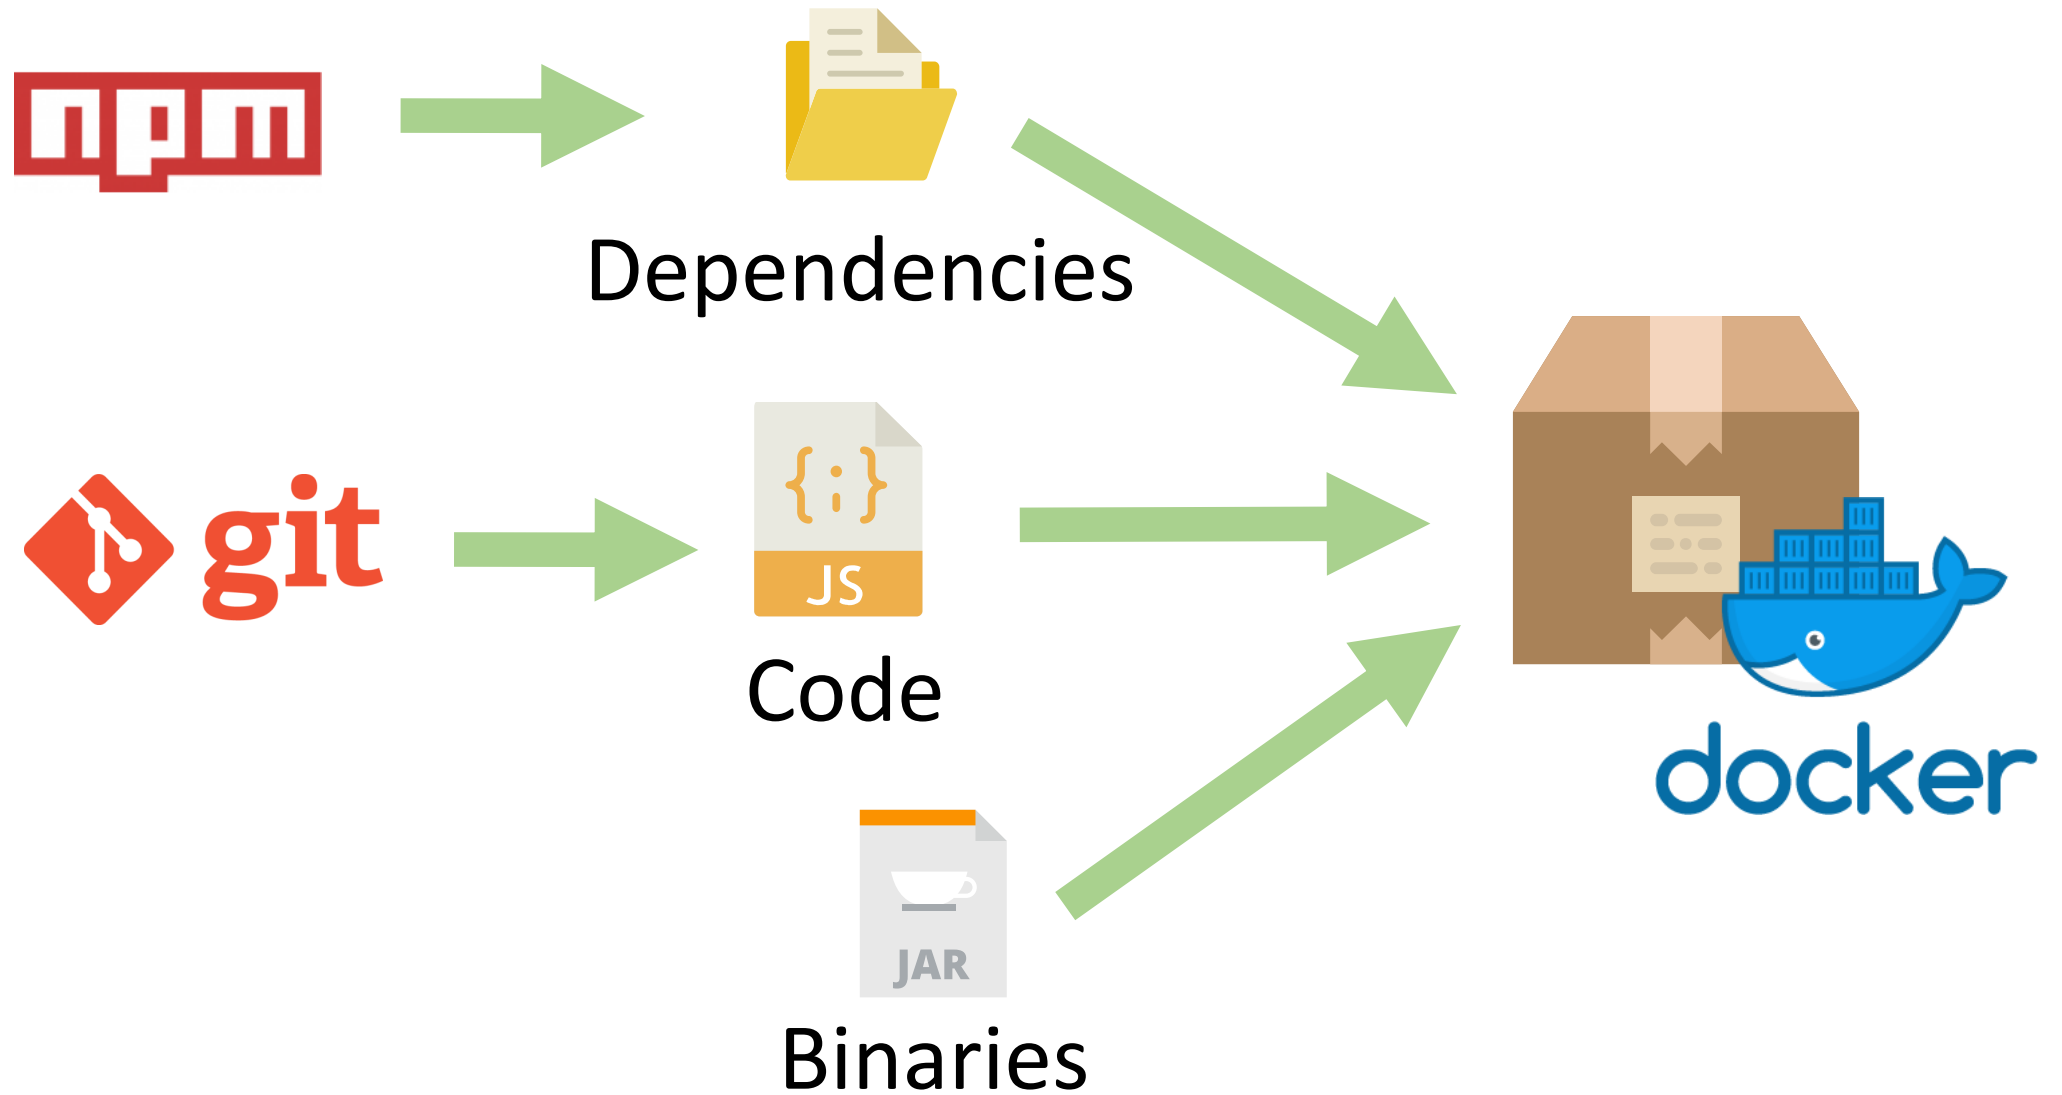 npm
Dependencies
git
{;}
JS
Code
docker
JAR
Binaries